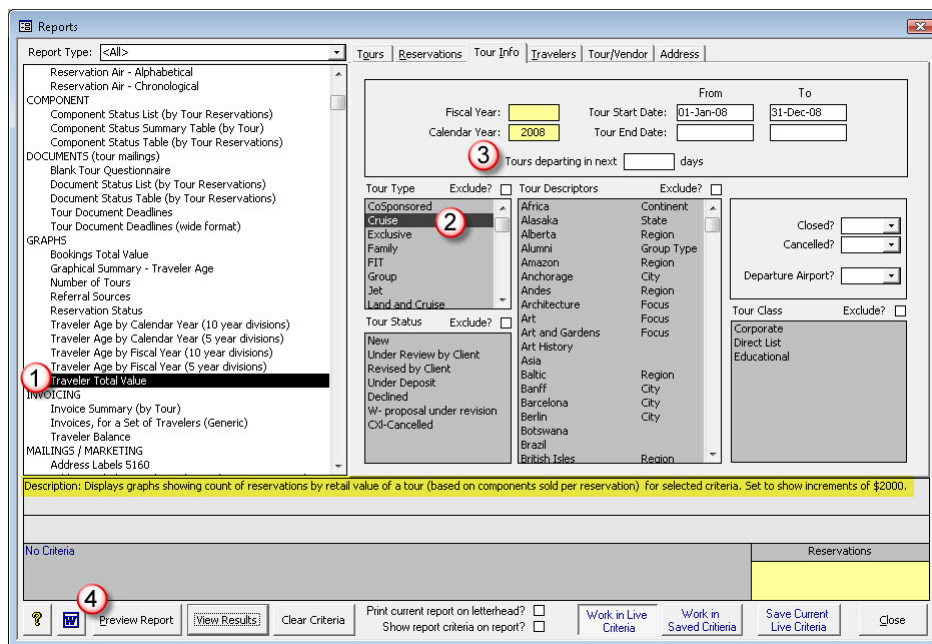 Reports
Report Type: <All>
Tours Reservations Tour Info Travelers Tour/Vendor Address
Reservation Air - Alphabetical
Reservation Air - Chronological
COMPONENT
Component Status List (by Tour Reservations)
Component Status Summary Table (by Tour)
Component Status Table (by Tour Reservations)
DOCUMENTS (tour mailings)
Blank Tour Questionnaire
Document Status List (by Tour Reservations)
Document Status Table (by Tour Reservations)
Tour Document Deadlines
Tour Document Deadlines (wide format)
GRAPHS
Bookings Total Value
Graphical Summary - Traveler Age
Number of Tours
Referral Sources
Reservation Status
Traveler Age by Calendar Year (10 year divisions)
Traveler Age by Calendar Year (5 year divisions)
Traveler Age by Fiscal Year (10 year divisions)
Traveler Age by Fiscal Year (5 year divisions)
1 Traveler Total Value
INVOICING
Invoice Summary (by Tour)
Invoices, for a Set of Travelers (Generic)
Traveler Balance
MAILINGS / MARKETING
Address Labels 5160
From To
Fiscal Year: Tour Start Date: 01-Jan-08 31-Dec-08
Calendar Year: 2008 Tour End Date:
3 Tours departing in next days
Tour Type Exclude?
CoSponsored
Cruise 2
Exclusive
Family
FIT
Group
Jet
Land and Cruise
Tour Status Exclude?
New
Under Review by Client
Revised by Client
Under Deposit
Declined
W- proposal under revision
CXl-Cancelled
Tour Descriptors Exclude?
Africa Continent
Alasaka State
Alberta Region
Alumni Group Type
Amazon Region
Anchorage City
Andes Region
Architecture Focus
Art Focus
Art and Gardens Focus
Art History
Asia
Baltic Region
Banff City
Barcelona City
Berlin City
Botswana
Brazil
British Isles Region
Closed?
Cancelled?
Departure Airport?
Tour Class Exclude?
Corporate
Direct List
Educational
Description: Displays graphs showing count of reservations by retail value of a tour (based on components sold per reservation) for selected criteria. Set to show increments of $2000.
No Criteria
Reservations
4
? W Preview Report View Results Clear Criteria
Print current report on letterhead?
Show report criteria on report?
Work in Live
Criteria
Work in
Saved Critieria
Save Current
Live Criteria
Close